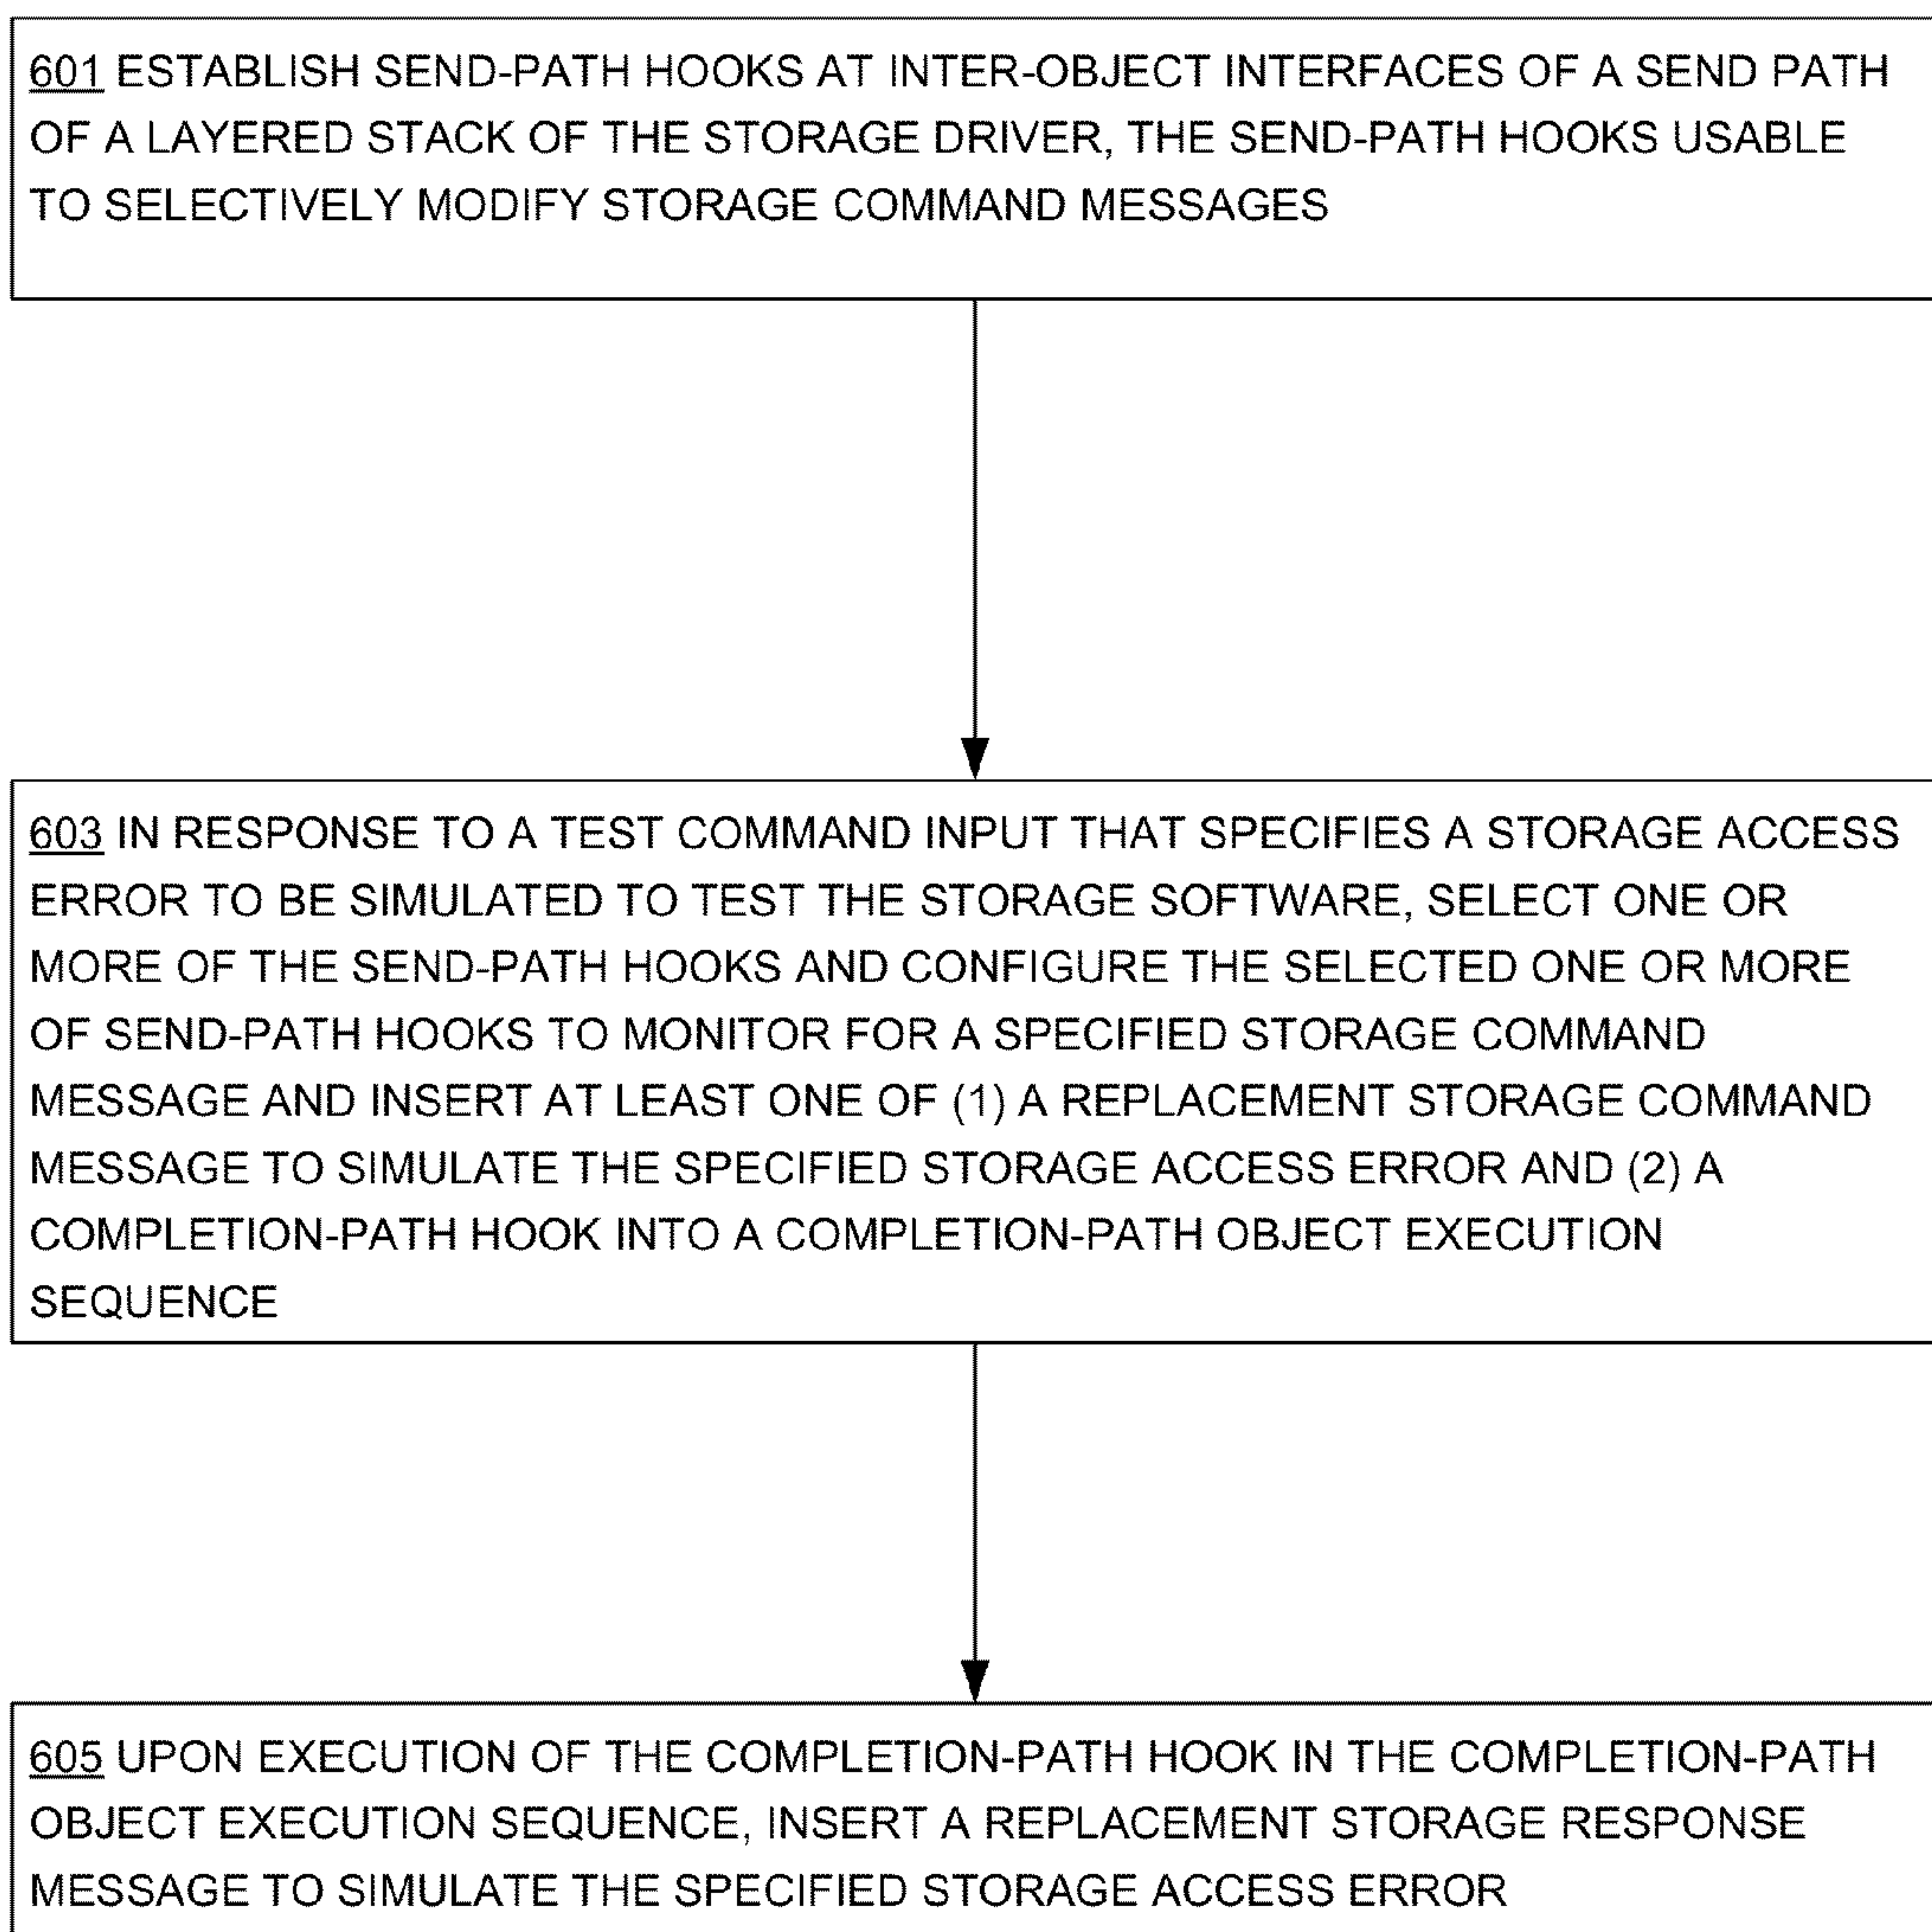 601 ESTABLISH SEND-PATH HOOKS AT INTER-OBJECT INTERFACES OF A SEND PATH
OF A LAYERED STACK OF THE STORAGE DRIVER, THE SEND-PATH HOOKS USABLE
TO SELECTIVELY MODIFY STORAGE COMMAND MESSAGES
603 IN RESPONSE TO A TEST COMMAND INPUT THAT SPECIFIES A STORAGE ACCESS
ERROR TO BE SIMULATED TO TEST THE STORAGE SOFTWARE, SELECT ONE OR
MORE OF THE SEND-PATH HOOKS AND CONFIGURE THE SELECTED ONE OR MORE
OF SEND-PATH HOOKS TO MONITOR FOR A SPECIFIED STORAGE COMMAND
MESSAGE AND INSERT AT LEAST ONE OF (1) A REPLACEMENT STORAGE COMMAND
MESSAGE TO SIMULATE THE SPECIFIED STORAGE ACCESS ERROR AND (2) A
COMPLETION-PATH HOOK INTO A COMPLETION-PATH OBJECT EXECUTION
SEQUENCE
605 UPON EXECUTION OF THE COMPLETION-PATH HOOK IN THE COMPLETION-PATH
OBJECT EXECUTION SEQUENCE, INSERT A REPLACEMENT STORAGE RESPONSE
MESSAGE TO SIMULATE THE SPECIFIED STORAGE ACCESS ERROR